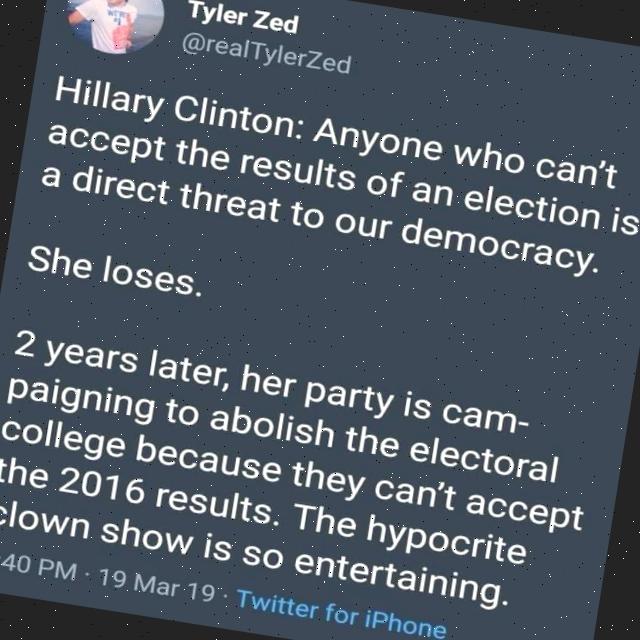 Tyler Zed
@realTylerZed
Hillary Clinton: Anyone who can't
accept the results of an election is
a direct threat to our democracy.
She loses.
2 years later, her party is cam-
paigning to abolish the electoral
college because they can't accept
the 2016 results. The hypocrite
clown show is so entertaining.
:40 PM · 19 Mar 19 · Twitter for iPhone